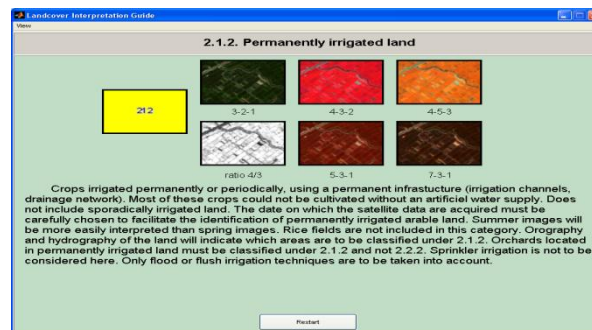 Landcover Interpretation Guide
View
2.1.2. Permanently irrigated land
212
3-2-1
4-3-2
4-5-3
ratio 4/3
5-3-1
7-3-1
Crops irrigated permanently or periodically, using a permanent infrastucture (irrigation channels,
drainage network). Most of these crops could not be cultivated without an artificiel water supply. Does
not include sporadically irrigated land. The date on which the satellite data are acquired must be
carefully chosen to facilitate the identification of permanently irrigated arable land. Summer images will
be more easily interpreted than spring images. Rice fields are not included in this category. Orography
and hydrography of the land will indicate which areas are to be classified under 2.1.2. Orchards located
in permanently irrigated land must be classified under 2.1.2 and not 2.2.2. Sprinkler irrigation is not to be
considered here. Only flood or flush irrigation techniques are to be taken into account.
Restart